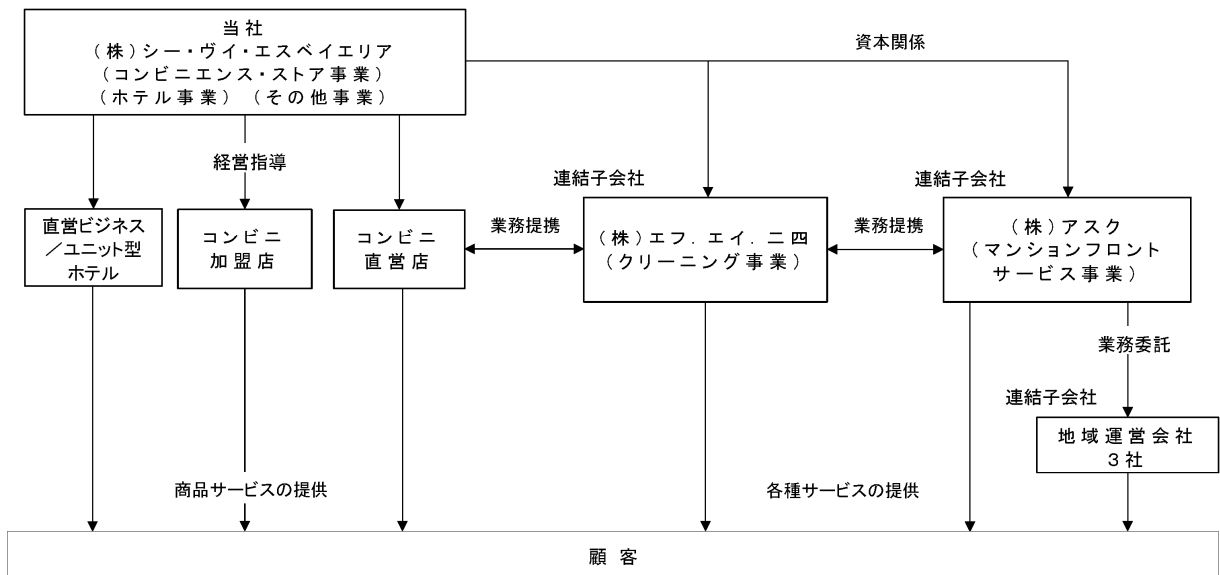 当社
（株）シー・ヴィ・エスベイエリア
（コンビニエンス・ストア事業）
（ホテル事業）（その他事業）
資本関係
経営指導
連結子会社
連結子会社
直営ビジネス
／ユニット型
ホテル
コンビニ
加盟店
コンビニ
直営店
業務提携
（株）エフ．エイ．二四
（クリーニング事業）
業務提携
（株）アスク
（マンションフロント
サービス事業）
業務委託
連結子会社
地域運営会社
３社
商品サービスの提供
各種サービスの提供
顧客